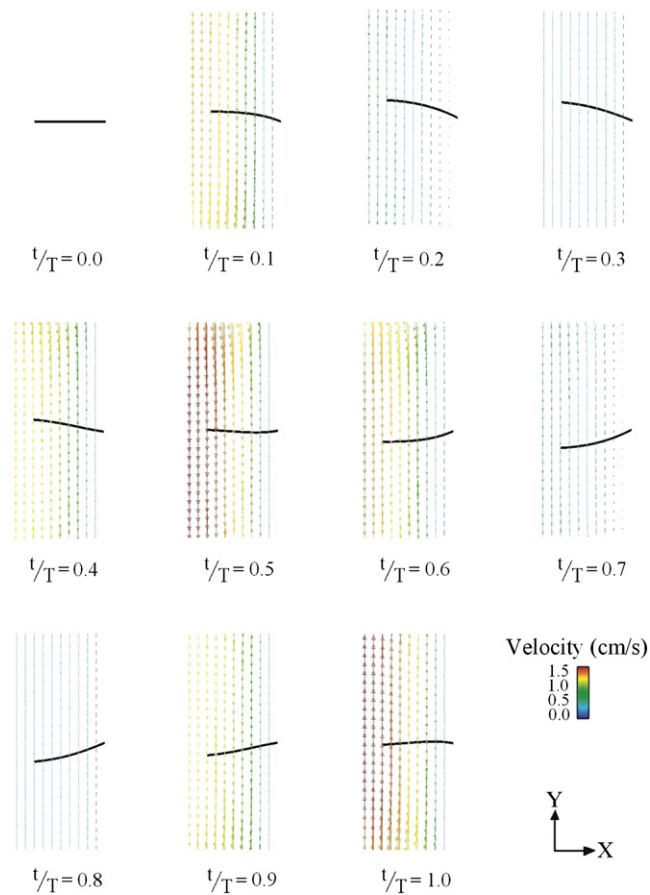 t/T = 0.0
t/T = 0.1
t/T = 0.2
t/T = 0.3
t/T = 0.4
t/T = 0.5
t/T = 0.6
t/T = 0.7
Velocity (cm/s)
1.5
1.0
0.5
0.0
Y
X
t/T = 0.8
t/T = 0.9
t/T = 1.0